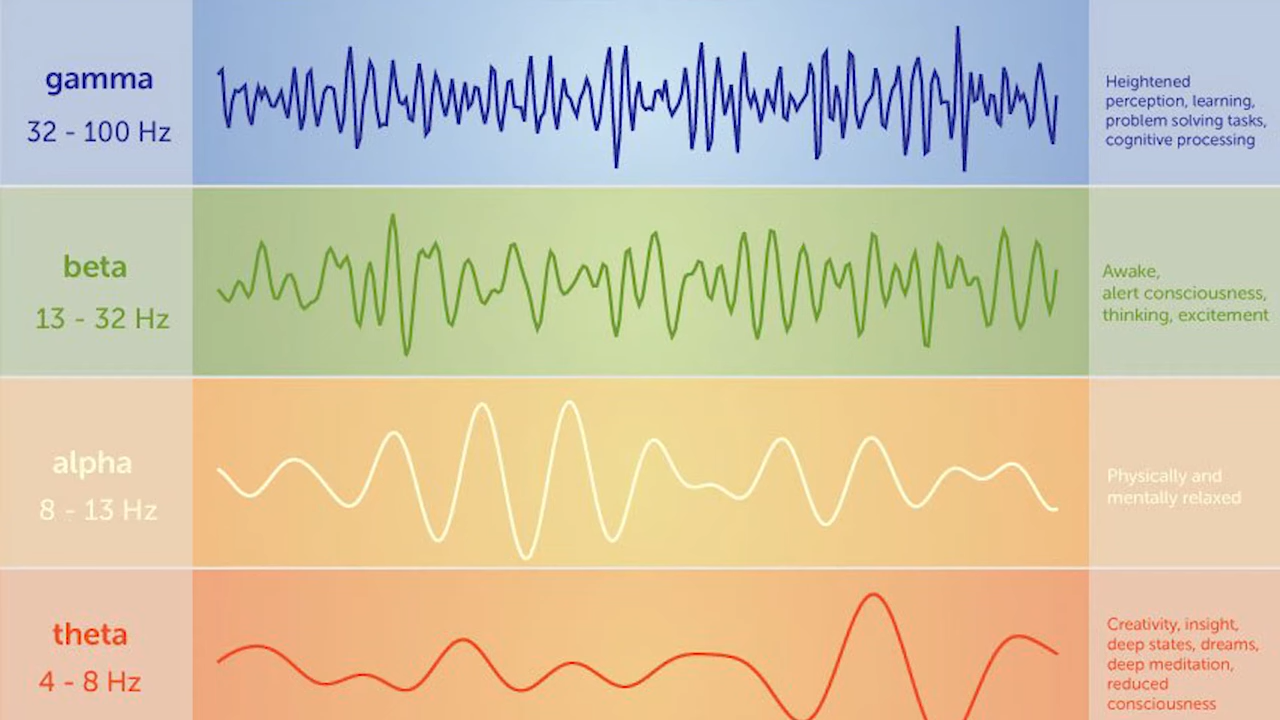 gamma
32 - 100 Hz
Heightened
perception, learning,
problem solving tasks,
cognitive processing
beta
13 - 32 Hz
Awake,
alert consciousness,
thinking, excitement
alpha
8 - 13 Hz
Physically and
mentally relaxed
theta
4 - 8 Hz
Creativity, insight,
deep states, dreams,
deep meditation,
reduced
consciousness